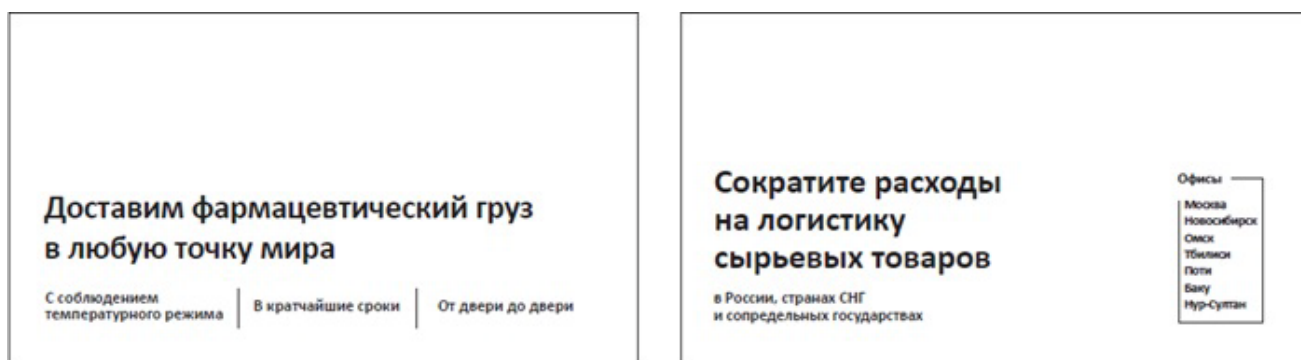 Доставим фармацевтический груз
в любую точку мира
С соблюдением
температурного режима
В кратчайшие сроки
От двери до двери
Сократите расходы
на логистику
сырьевых товаров
в России, странах СНГ
и сопредельных государствах
Офисы
Москва
Новосибирск
Омск
Тбилиси
Поти
Баку
Нур-Султан